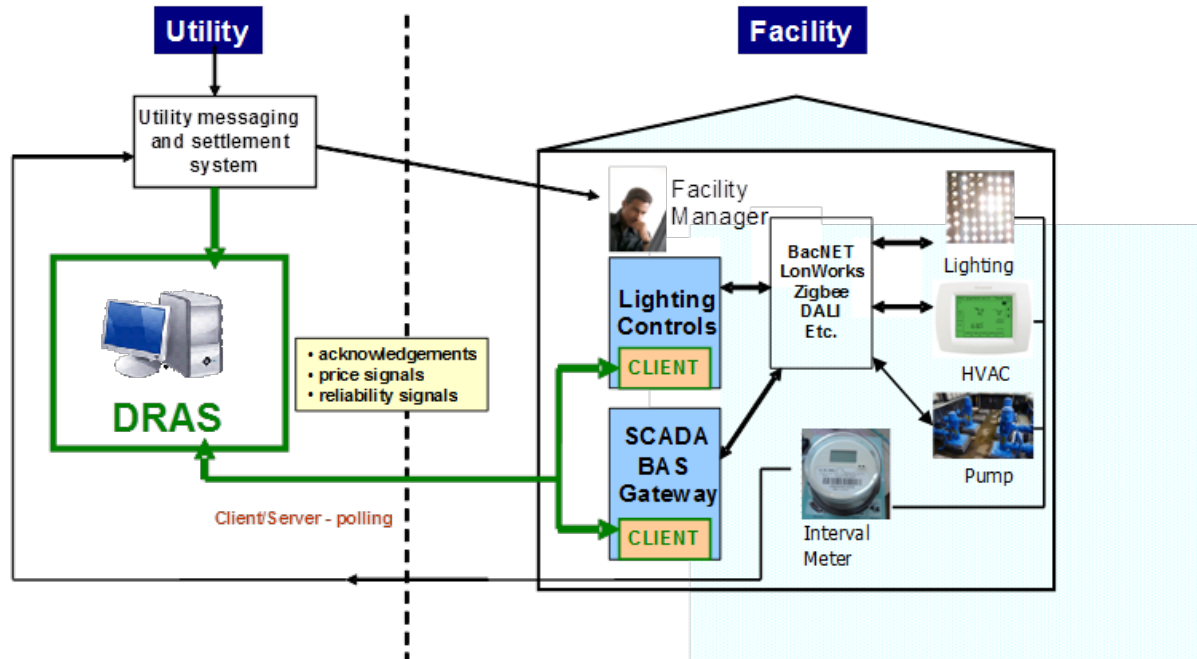 Utility
Facility
Utility messaging
and settlement
system
Facility
Manager
BacNET
LonWorks
Zigbee
DALI
Etc.
Lighting
Lighting
Controls
CLIENT
HVAC
• acknowledgements
• price signals
• reliability signals
DRAS
SCADA
BAS
Gateway
CLIENT
Pump
Client/Server - polling
Interval
Meter